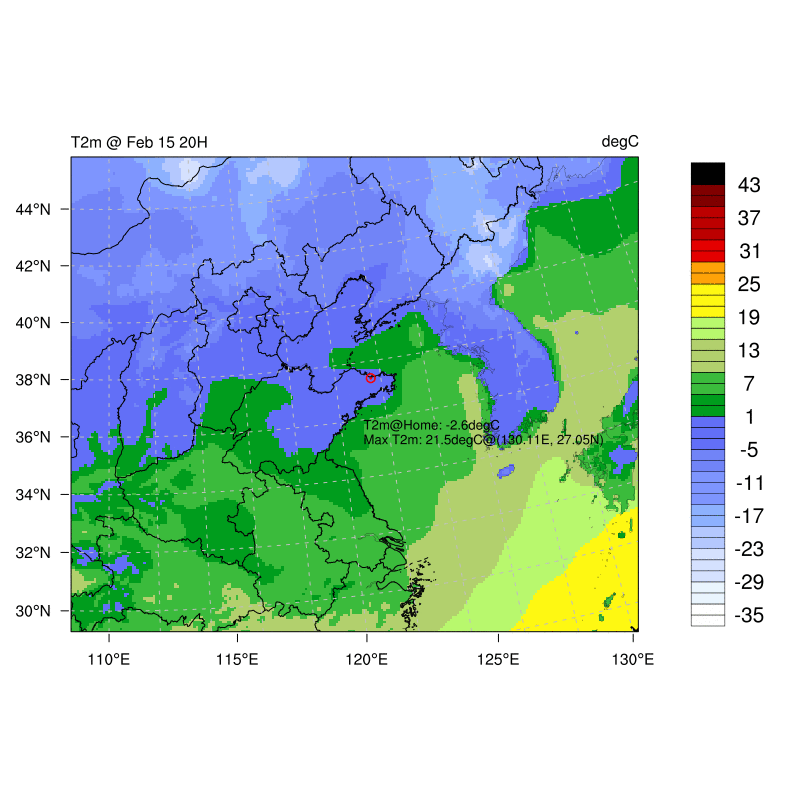 T2m @ Feb 15 20H
degC
44°N
42°N
40°N
38°N
36°N
34°N
32°N
30°N
T2m@Home: -2.6degC
Max T2m: 21.5degC@(130.11E, 27.05N)
110°E
115°E
120°E
125°E
130°E
43
37
31
25
19
13
7
1
-5
-11
-17
-23
-29
-35